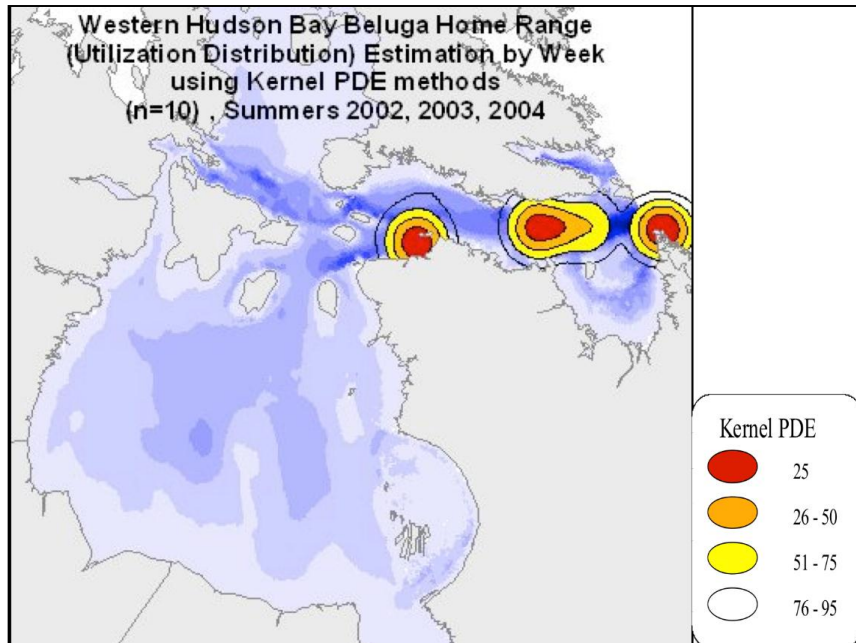 Western Hudson Bay Beluga Home Range
(Utilization Distribution) Estimation by Week
using Kernel PDE methods
(n=10) , Summers 2002, 2003, 2004
Kernel PDE
25
26 - 50
51 - 75
76 - 95